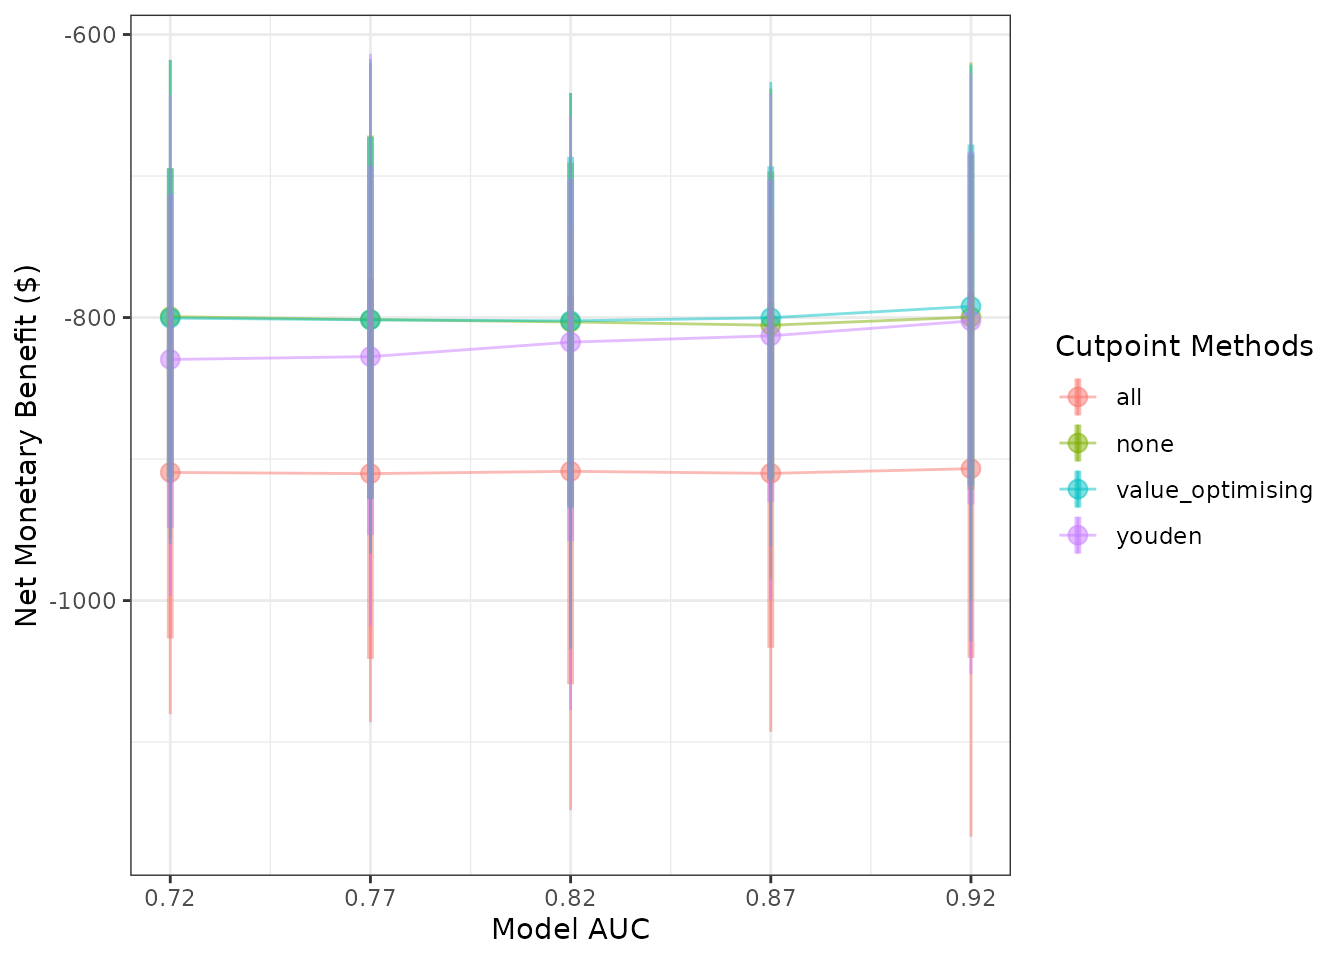 Net Monetary Benefit ($)
-600
-800
-1000
0.72 0.77 0.82 0.87 0.92
Model AUC
Cutpoint Methods
all
none
value_optimising
youden